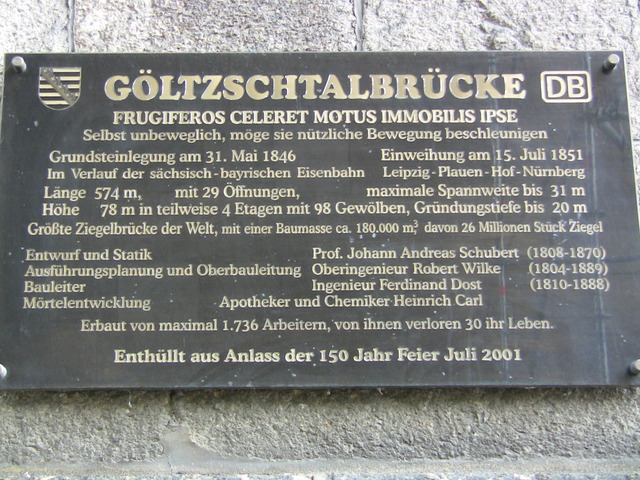 GÖLTZSCHTALBRÜCKE DB
FRUGIFEROS CELERET MOTUS IMMOBILIS IPSE
Selbst unbeweglich, möge sie nützliche Bewegung beschleunigen
Grundsteinlegung am 31. Mai 1846 Einweihung am 15. Juli 1851
Im Verlauf der sächsisch-bayrischen Eisenbahn Leipzig-Plauen-Hof-Nürnberg
Länge 574 m, mit 29 Öffnungen, maximale Spannweite bis 31 m
Höhe 78 m in teilweise 4 Etagen mit 98 Gewölben, Gründungstiefe bis 20 m
Größte Ziegelbrücke der Welt, mit einer Baumasse ca. 180.000 m³ davon 26 Millionen Stück Ziegel
Entwurf und Statik Prof. Johann Andreas Schubert (1808-1870)
Ausführungsplanung und Oberbauleitung Oberingenieur Robert Wilke (1804-1889)
Bauleiter Ingenieur Ferdinand Dost (1810-1888)
Mörtelentwicklung Apotheker und Chemiker Heinrich Carl
Erbaut von maximal 1.736 Arbeitern, von ihnen verloren 30 ihr Leben.
Enthüllt aus Anlass der 150 Jahr Feier Juli 2001